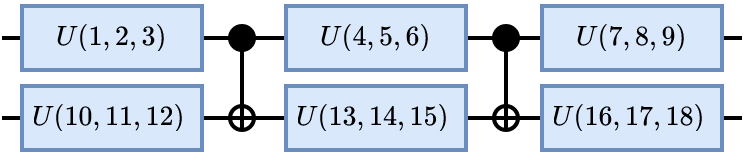 U(1, 2, 3) U(4, 5, 6) U(7, 8, 9)
U(10, 11, 12) U(13, 14, 15) U(16, 17, 18)